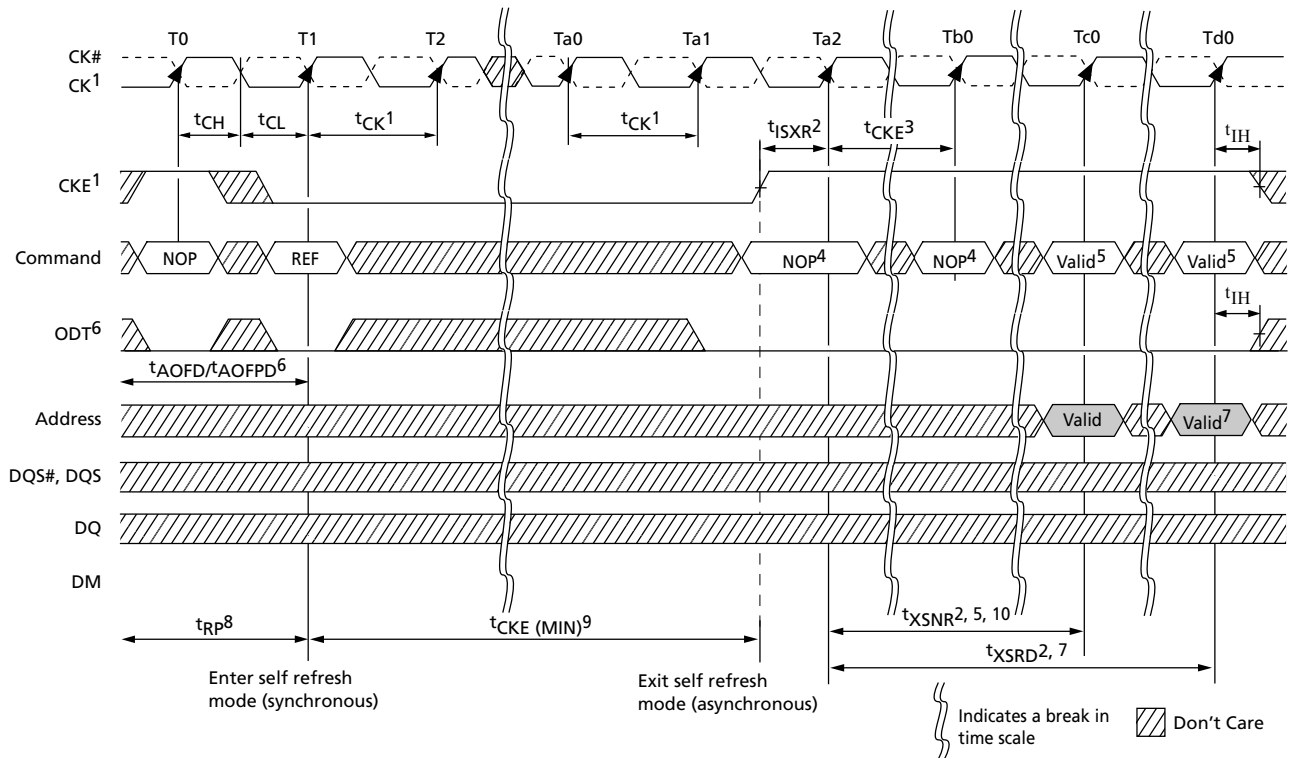 T0 T1 T2 Ta0 Ta1 Ta2 Tb0 Tc0 Td0
CK#
CK1
tCH tCL tCK1 tCK1 tISXR2 tCKE3 tIH
CKE1
Command NOP REF NOP4 NOP4 Valid5 Valid5
tIH
ODT6
tAOFD/tAOFPD6
Address Valid Valid7
DQS#, DQS
DQ
DM
tRP8 tCKE (MIN)9 tXSNR2, 5, 10
tXSRD2, 7
Enter self refresh
mode (synchronous)
Exit self refresh
mode (asynchronous)
Indicates a break in
time scale
Don't Care